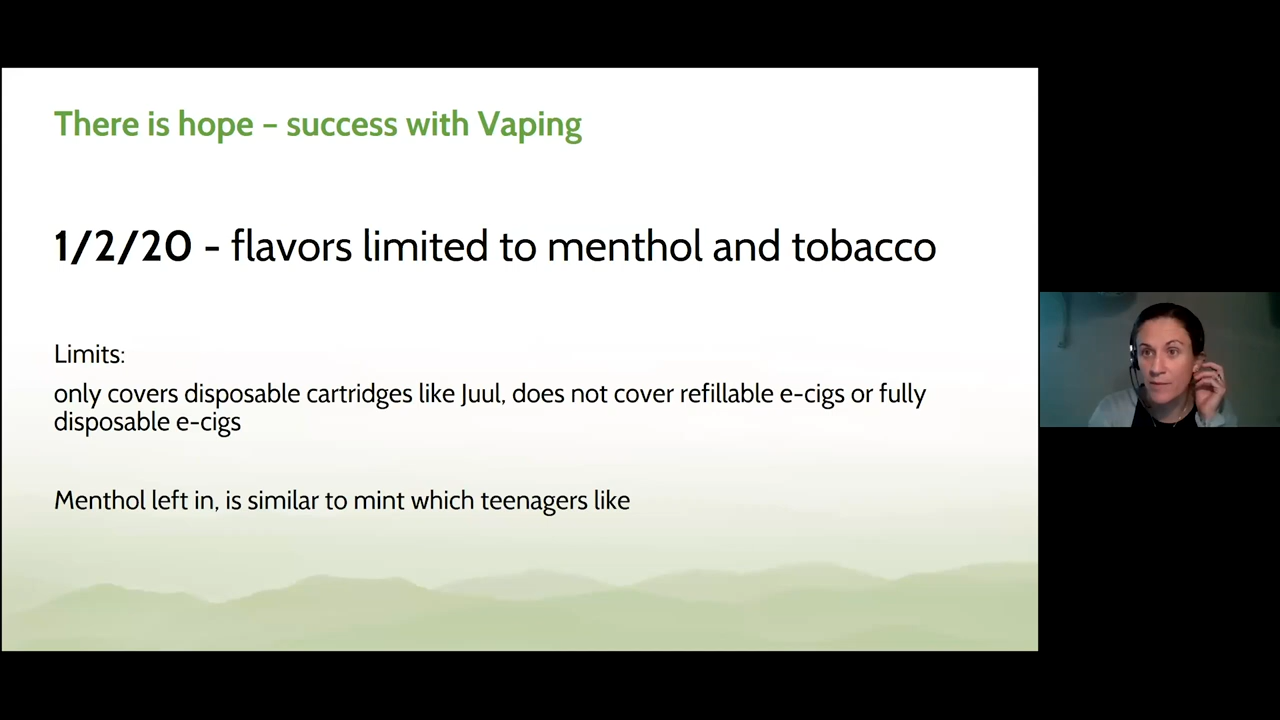 There is hope – success with Vaping
1/2/20 - flavors limited to menthol and tobacco
Limits:
only covers disposable cartridges like Juul, does not cover refillable e-cigs or fully
disposable e-cigs
Menthol left in, is similar to mint which teenagers like